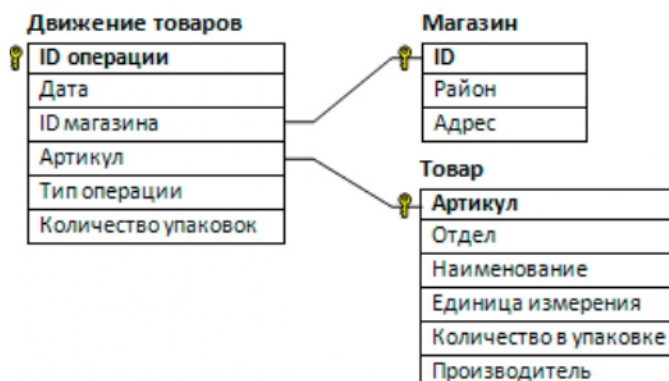 Движение товаров
ID операции
Дата
ID магазина
Артикул
Тип операции
Количество упаковок
Магазин
ID
Район
Адрес
Товар
Артикул
Отдел
Наименование
Единица измерения
Количество в упаковке
Производитель